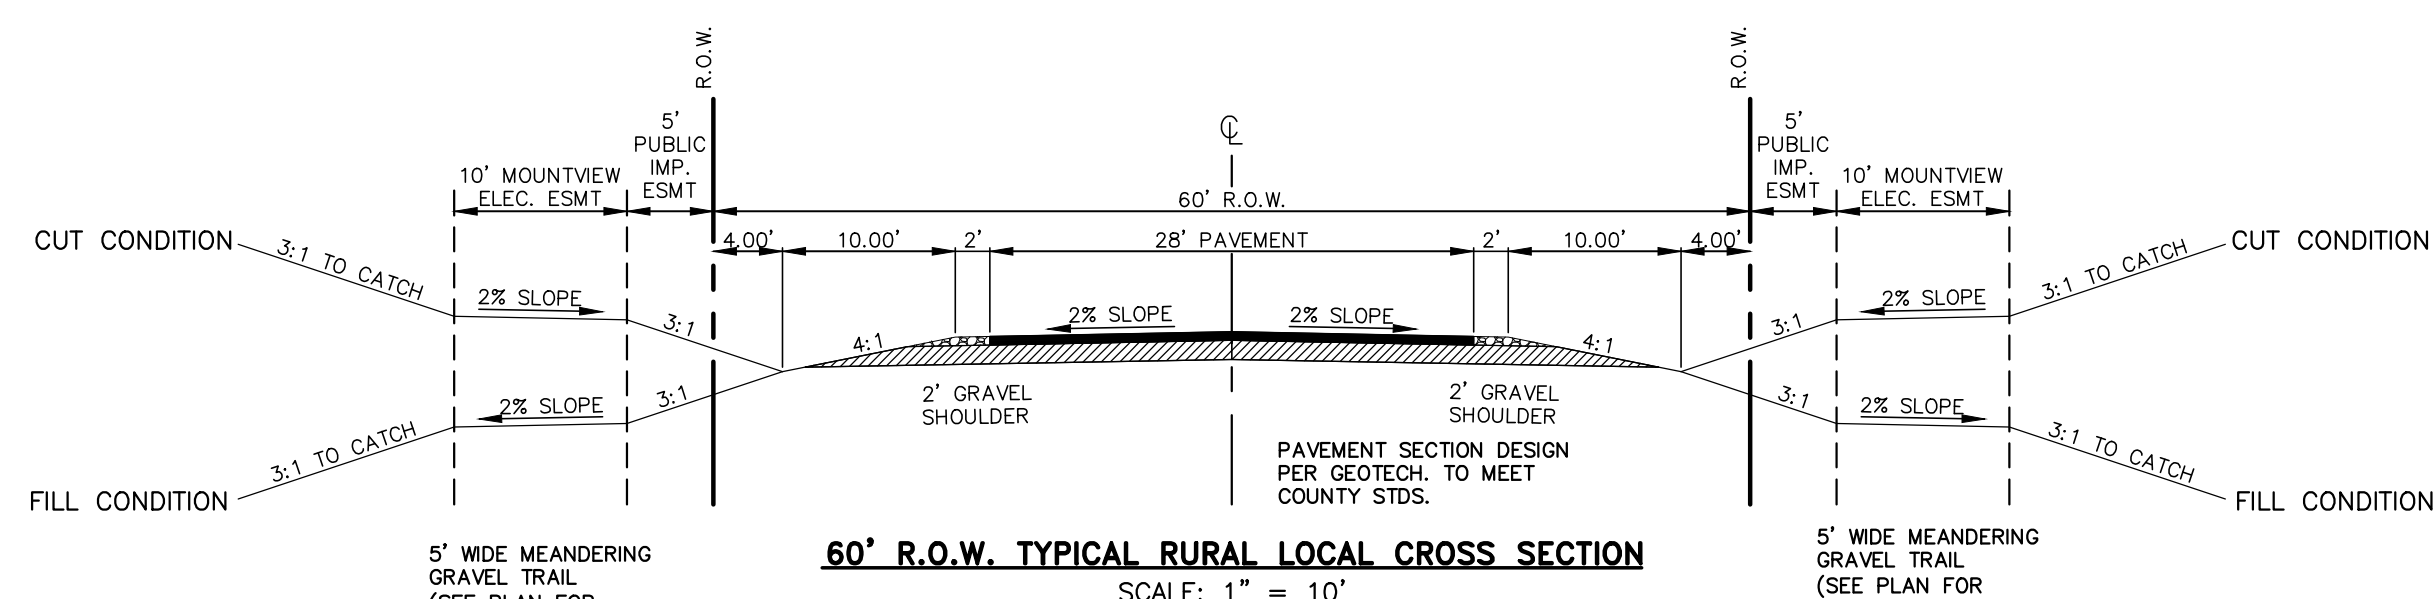 R.O.W.
R.O.W.
5'
PUBLIC
IMP.
ESMT
5'
PUBLIC
IMP.
ESMT
10' MOUNTVIEW
ELEC. ESMT
10' MOUNTVIEW
ELEC. ESMT
℄
60' R.O.W.
CUT CONDITION
3:1 TO CATCH
4.00'
10.00'
2'
28' PAVEMENT
2'
10.00'
4.00'
3:1 TO CATCH
CUT CONDITION
2% SLOPE
3:1
4:1
2% SLOPE
2% SLOPE
4:1
3:1
2% SLOPE
FILL CONDITION
3:1 TO CATCH
2% SLOPE
3:1
2' GRAVEL
SHOULDER
2' GRAVEL
SHOULDER
3:1
2% SLOPE
3:1 TO CATCH
FILL CONDITION
PAVEMENT SECTION DESIGN
PER GEOTECH. TO MEET
COUNTY STDS.
5' WIDE MEANDERING
GRAVEL TRAIL
(SEE PLAN FOR
60' R.O.W. TYPICAL RURAL LOCAL CROSS SECTION
SCALE: 1" = 10'
5' WIDE MEANDERING
GRAVEL TRAIL
(SEE PLAN FOR